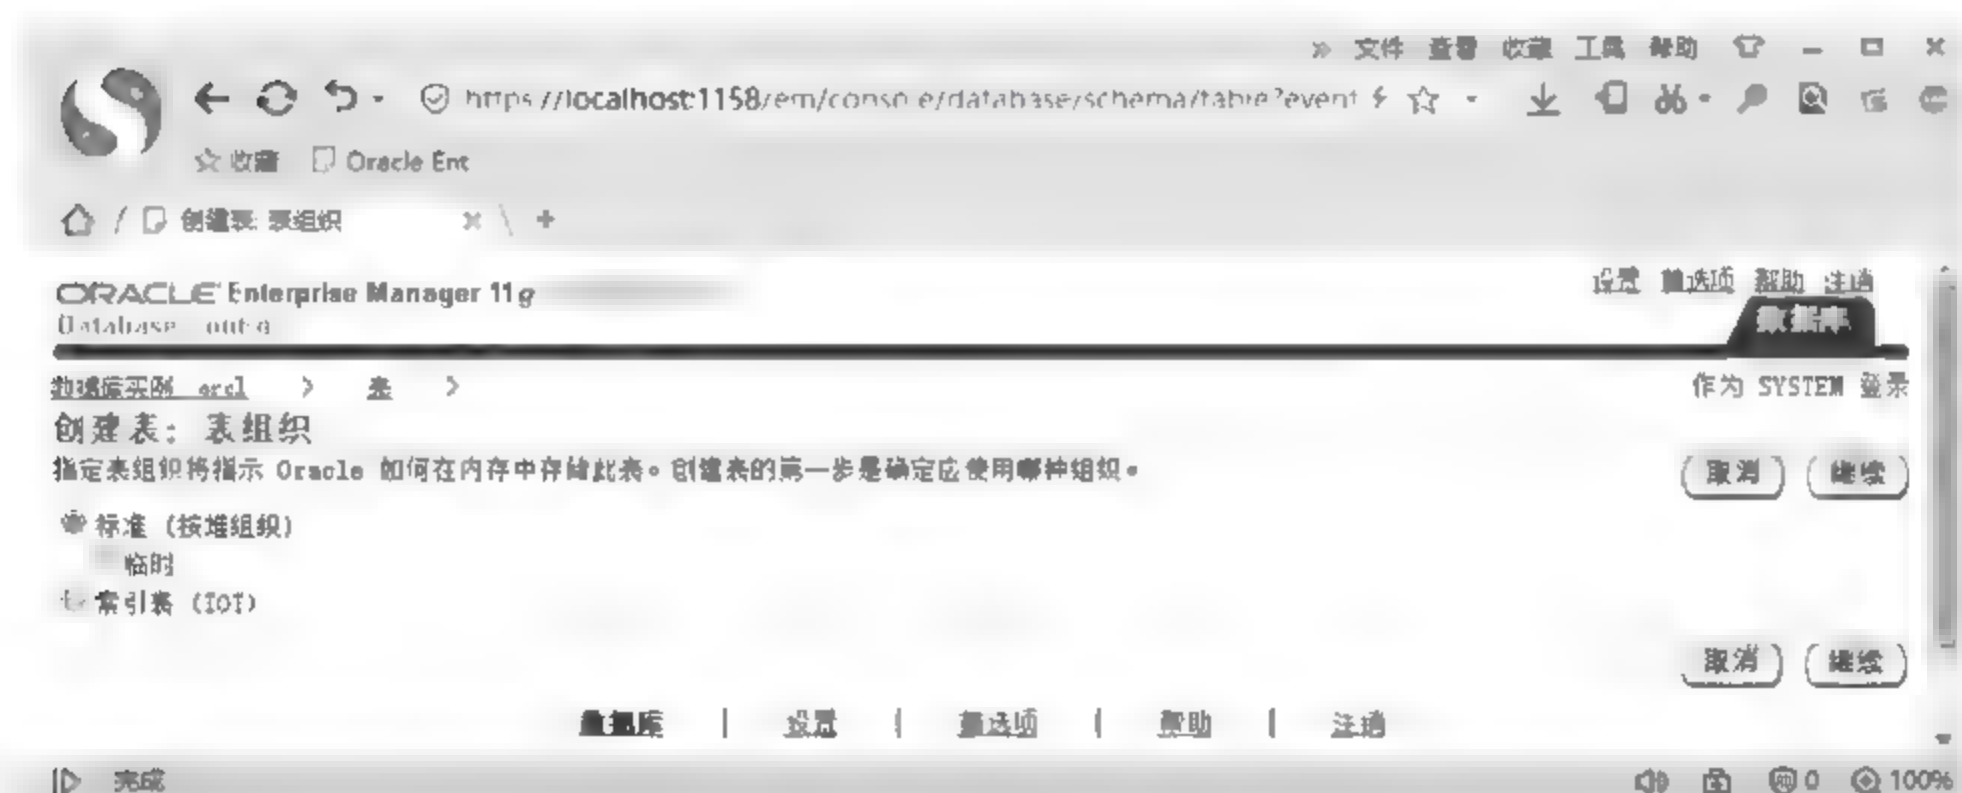 » 文件 查看 收藏 工具 帮助
https://localhost:1158/em/console/database/schema/table?event
收藏 Oracle Ent
创建表: 表组织
ORACLE Enterprise Manager 11g
设置 首选项 帮助 注销
Database Control
数据库
数据库实例: orcl > 表 >
作为 SYSTEM 登录
创建表: 表组织
指定表组织将指示 Oracle 如何在内存中存储此表。创建表的第一步是确定应使用哪种组织。
取消 继续
标准 (按堆组织)
临时
索引表 (IOT)
取消 继续
数据库 | 设置 | 首选项 | 帮助 | 注销
完成
0 100%